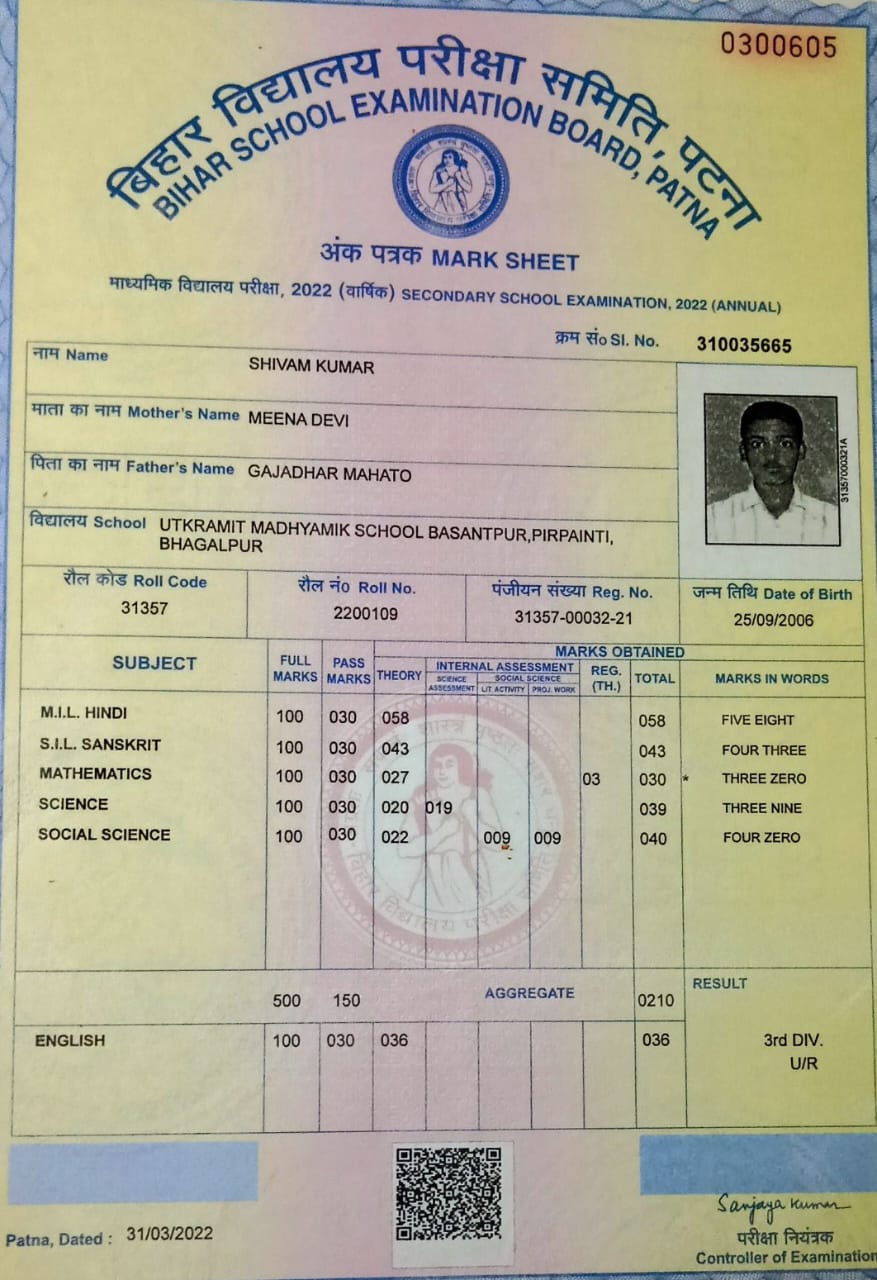 0300605
बिहार विद्यालय परीक्षा समिति, पटना
BIHAR SCHOOL EXAMINATION BOARD, PATNA
अंक पत्रक MARK SHEET
माध्यमिक विद्यालय परीक्षा, 2022 (वार्षिक) SECONDARY SCHOOL EXAMINATION, 2022 (ANNUAL)
क्रम सं० Sl. No. 310035665
नाम Name SHIVAM KUMAR
माता का नाम Mother's Name MEENA DEVI
पिता का नाम Father's Name GAJADHAR MAHATO
विद्यालय School UTKRAMIT MADHYAMIK SCHOOL BASANTPUR,PIRPAINTI,
BHAGALPUR
313570000321A
रौल कोड Roll Code रौल नं० Roll No. पंजीयन संख्या Reg. No. जन्म तिथि Date of Birth
31357 2200109 31357-00032-21 25/09/2006
MARKS OBTAINED
SUBJECT FULL MARKS PASS MARKS THEORY INTERNAL ASSESSMENT REG. (TH.) TOTAL MARKS IN WORDS
SCIENCE ASSESSMENT SOCIAL SCIENCE
LIT ACTIVITY PROJ. WORK
M.I.L. HINDI 100 030 058 058 FIVE EIGHT
S.I.L. SANSKRIT 100 030 043 043 FOUR THREE
MATHEMATICS 100 030 027 03 030 * THREE ZERO
SCIENCE 100 030 020 019 039 THREE NINE
SOCIAL SCIENCE 100 030 022 009 009 040 FOUR ZERO
500 150 AGGREGATE 0210 RESULT
ENGLISH 100 030 036 036 3rd DIV.
U/R
Patna, Dated : 31/03/2022
Sanjaya Kumar
परीक्षा नियंत्रक
Controller of Examination